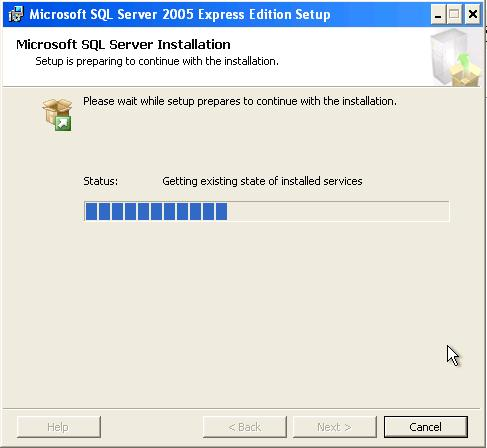 Microsoft SQL Server 2005 Express Edition Setup
Microsoft SQL Server Installation
Setup is preparing to continue with the installation.
Please wait while setup prepares to continue with the installation.
Status: Getting existing state of installed services
Help < Back Next > Cancel